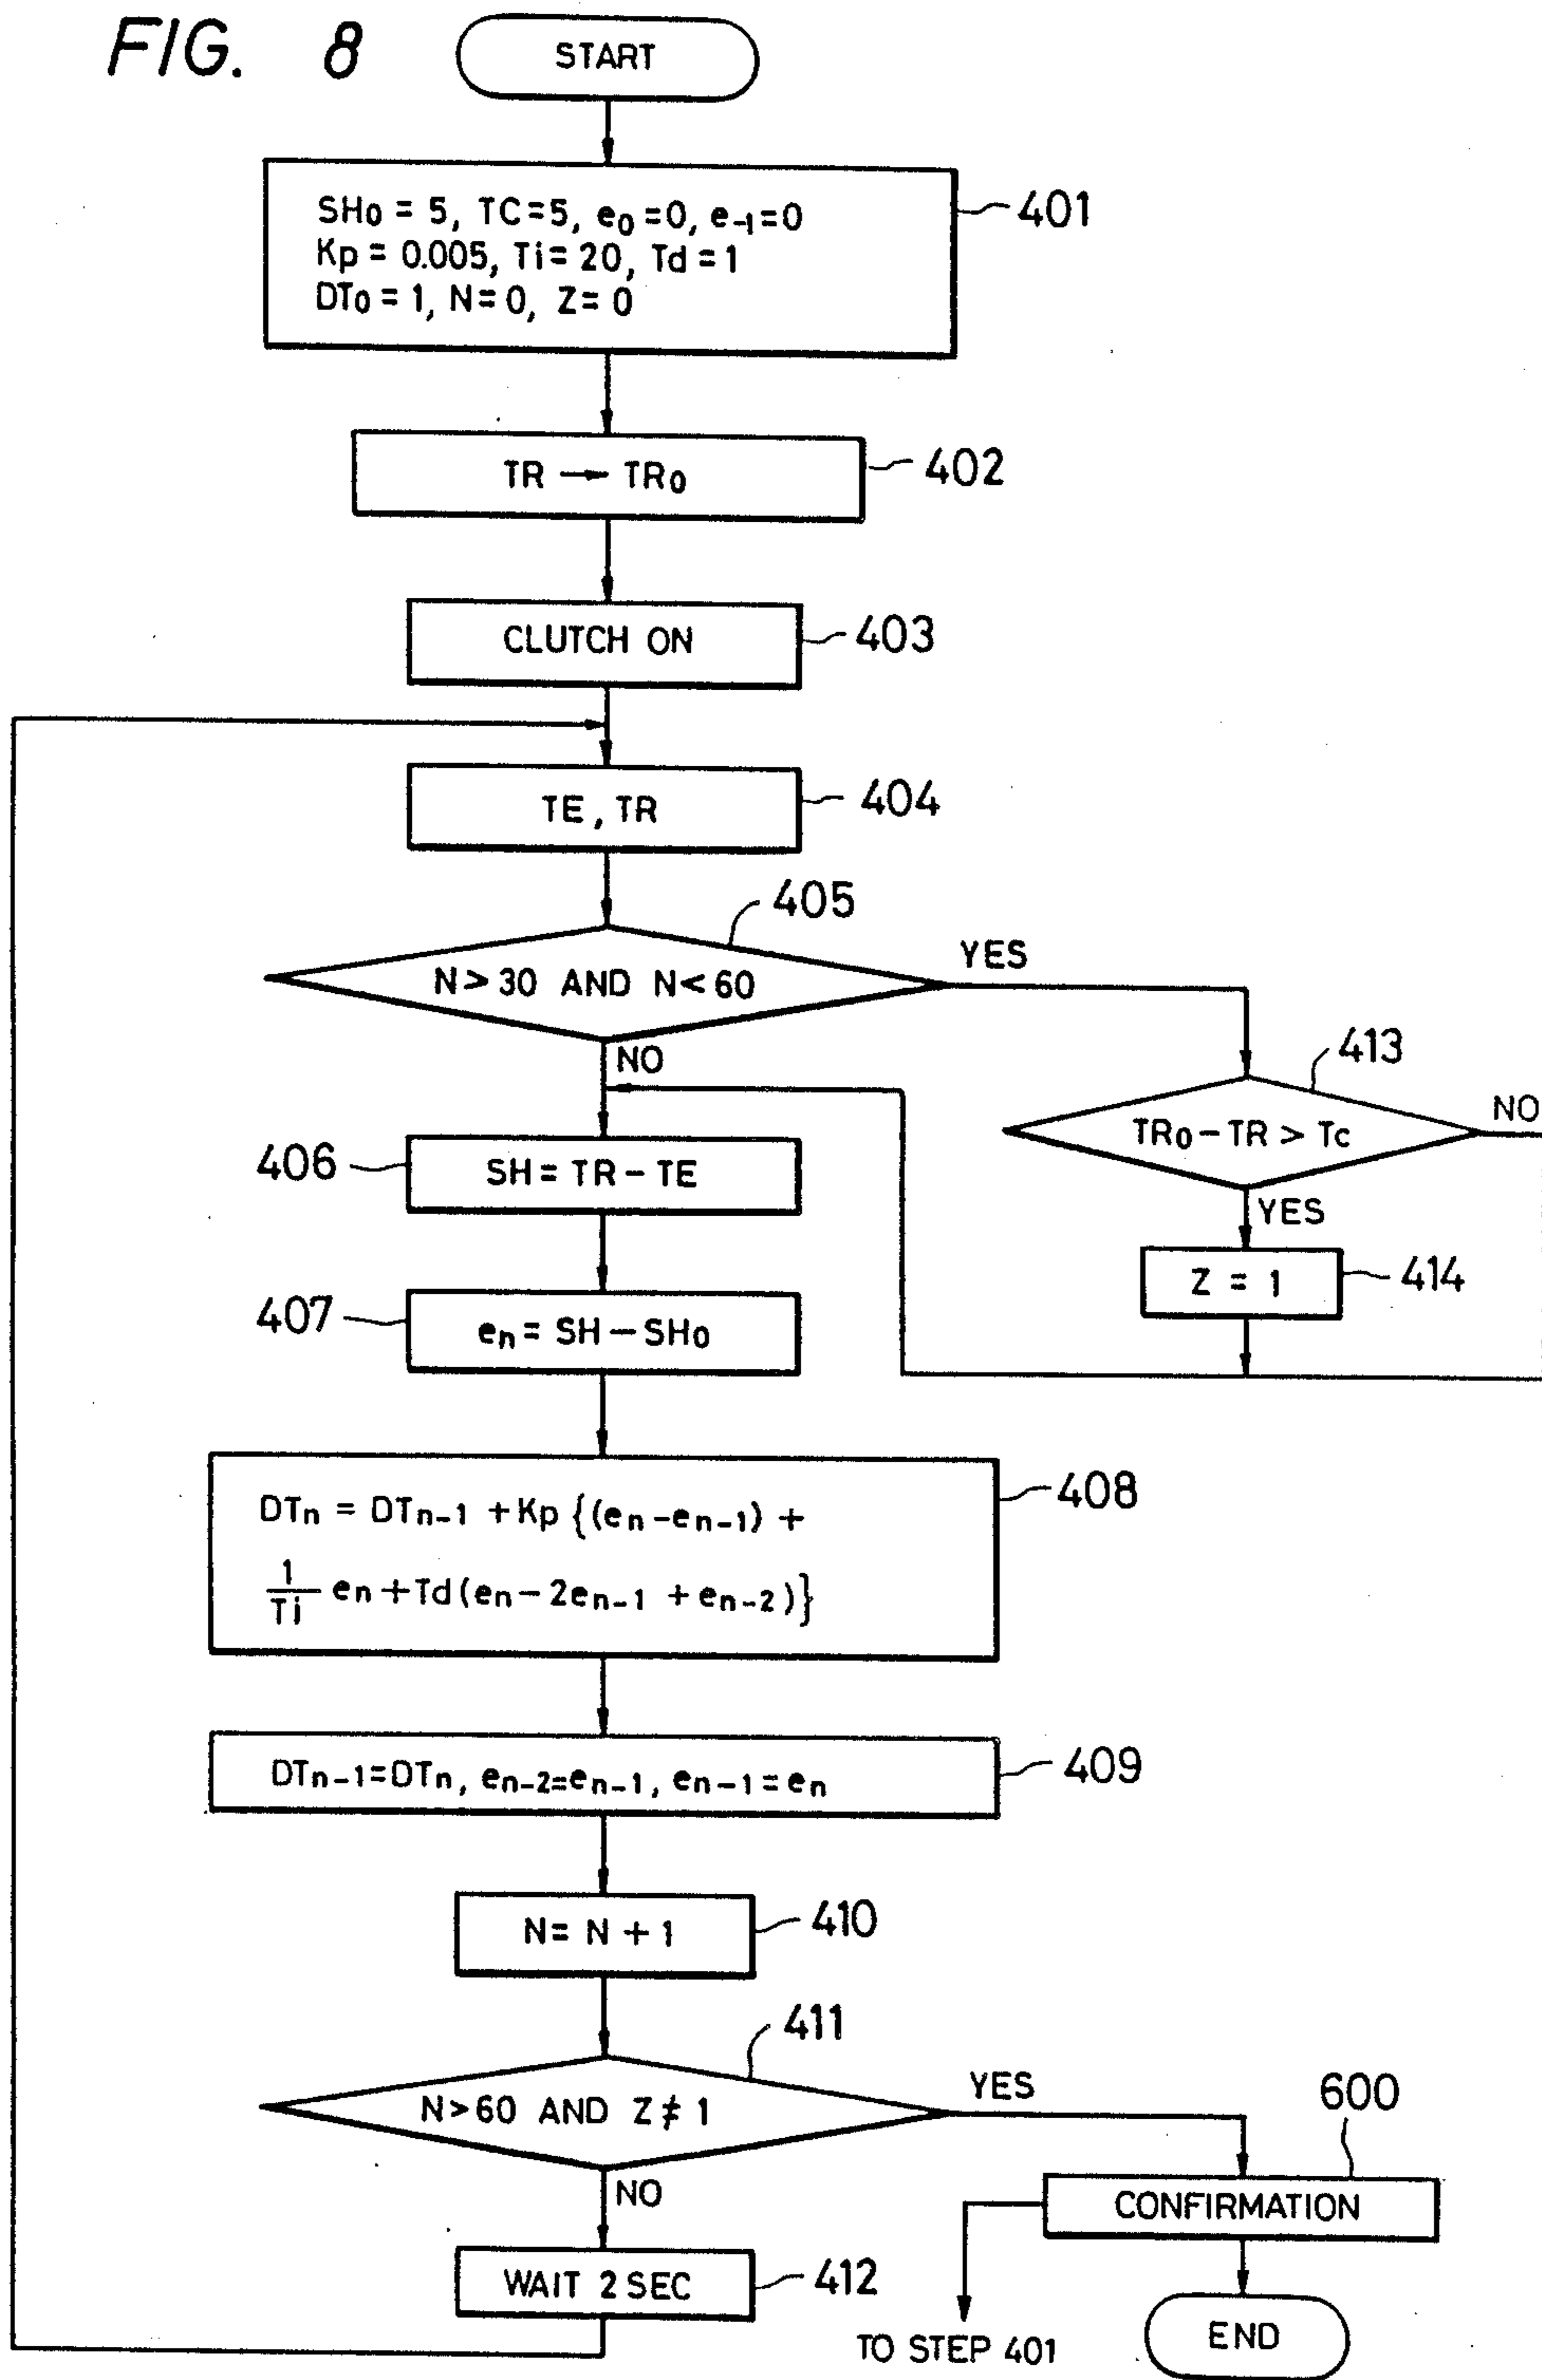 FIG. 8
START
SH₀ = 5, TC=5, e₀=0, e₋₁=0
Kp = 0.005, Ti=20, Td=1
DT₀ = 1, N=0, Z=0
401
TR → TR₀
402
CLUTCH ON
403
TE, TR
404
405
N>30 AND N<60
YES
NO
413
TR₀-TR > Tc
NO
YES
406
SH= TR-TE
Z = 1
414
407
eₙ= SH-SH₀
DTₙ = DTₙ₋₁ +Kp {(eₙ-eₙ₋₁) +
1/Ti eₙ+Td(eₙ-2eₙ₋₁ +eₙ₋₂)}
408
DTₙ₋₁=DTₙ, eₙ₋₂=eₙ₋₁, eₙ₋₁=eₙ
409
N= N + 1
410
411
N>60 AND Z≠1
YES
NO
600
CONFIRMATION
WAIT 2SEC
412
TO STEP 401
END